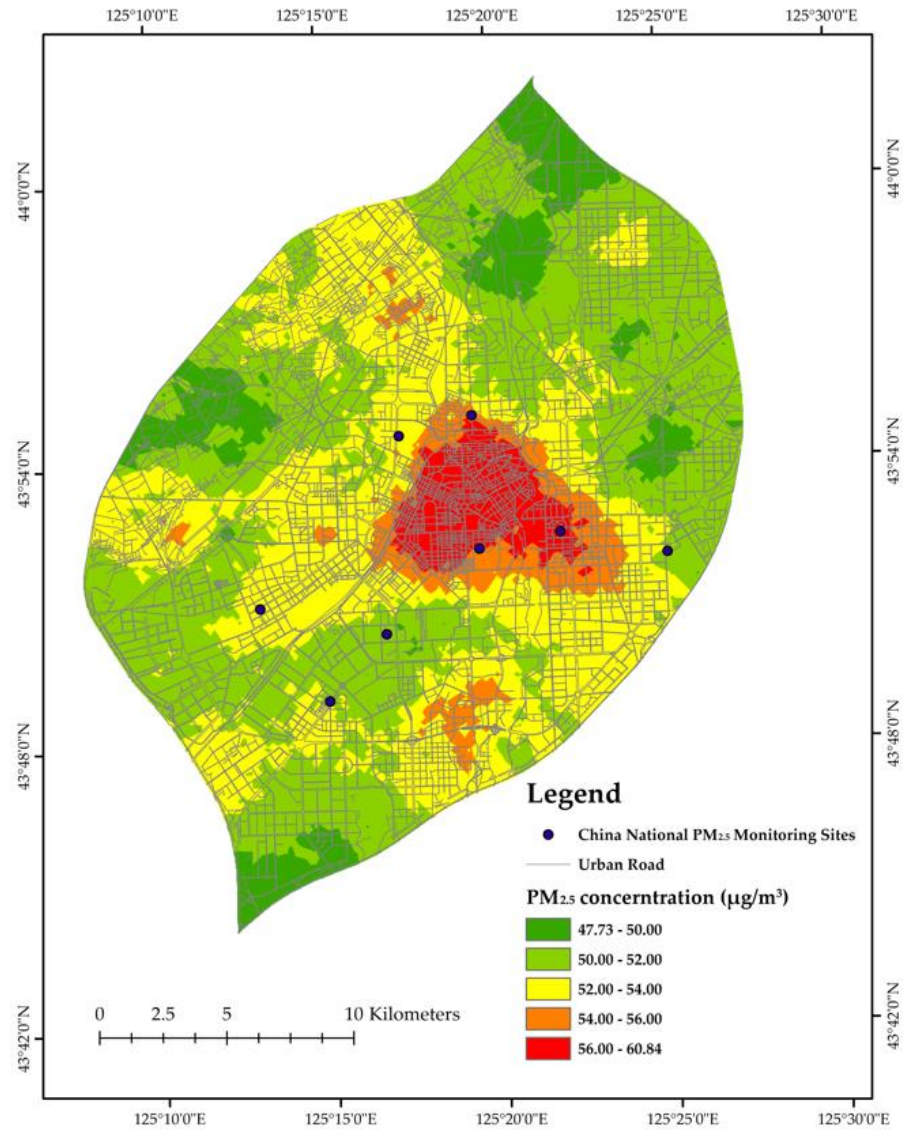 125°10'0"E 125°15'0"E 125°20'0"E 125°25'0"E 125°30'0"E
44°0'0"N
44°0'0"N
43°54'0"N
43°54'0"N
43°48'0"N
43°48'0"N
43°42'0"N
43°42'0"N
Legend
China National PM2.5 Monitoring Sites
Urban Road
PM2.5 concerntration (μg/m³)
47.73 - 50.00
50.00 - 52.00
52.00 - 54.00
54.00 - 56.00
56.00 - 60.84
0 2.5 5 10 Kilometers
125°10'0"E 125°15'0"E 125°20'0"E 125°25'0"E 125°30'0"E